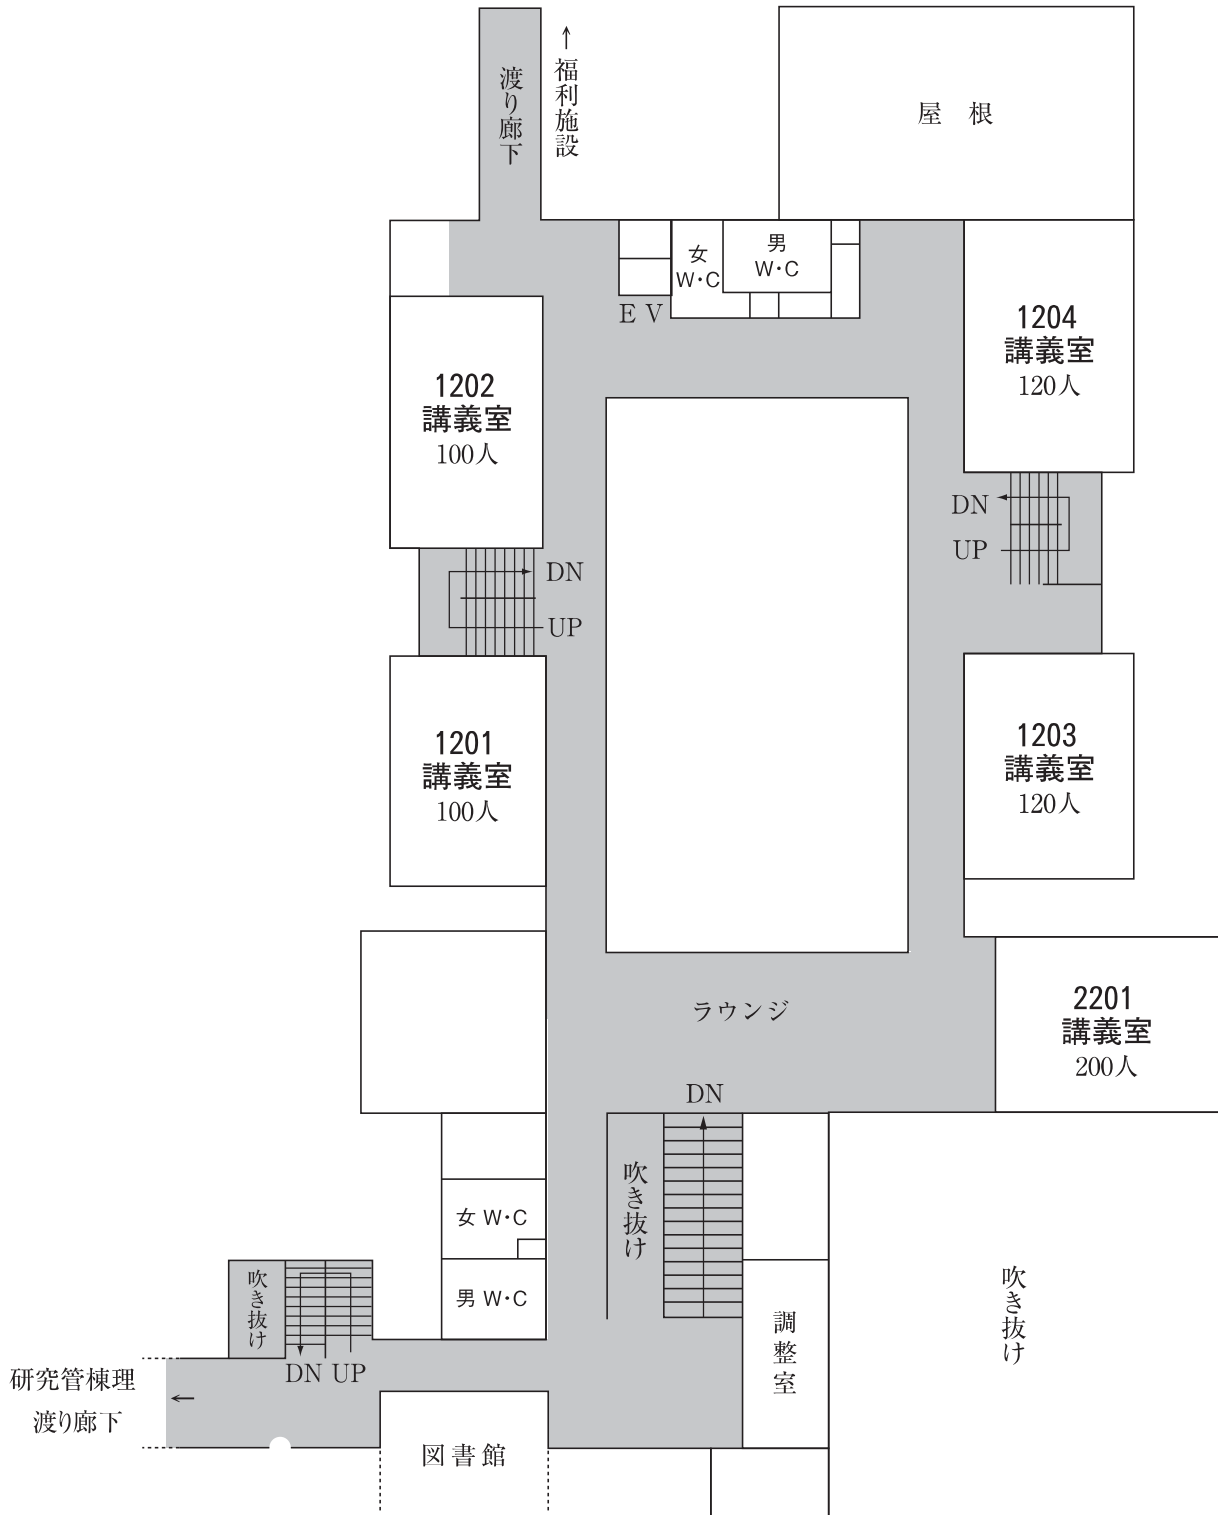 ↑福利施設
渡り廊下
屋 根
女
W・C
男
W・C
E V
1204
講義室
120人
1202
講義室
100人
DN
UP
DN
UP
1201
講義室
100人
1203
講義室
120人
ラウンジ
2201
講義室
200人
DN
吹き抜け
女 W・C
男 W・C
吹き抜け
DN UP
調整室
吹き抜け
研究管棟理
渡り廊下
←
図書館